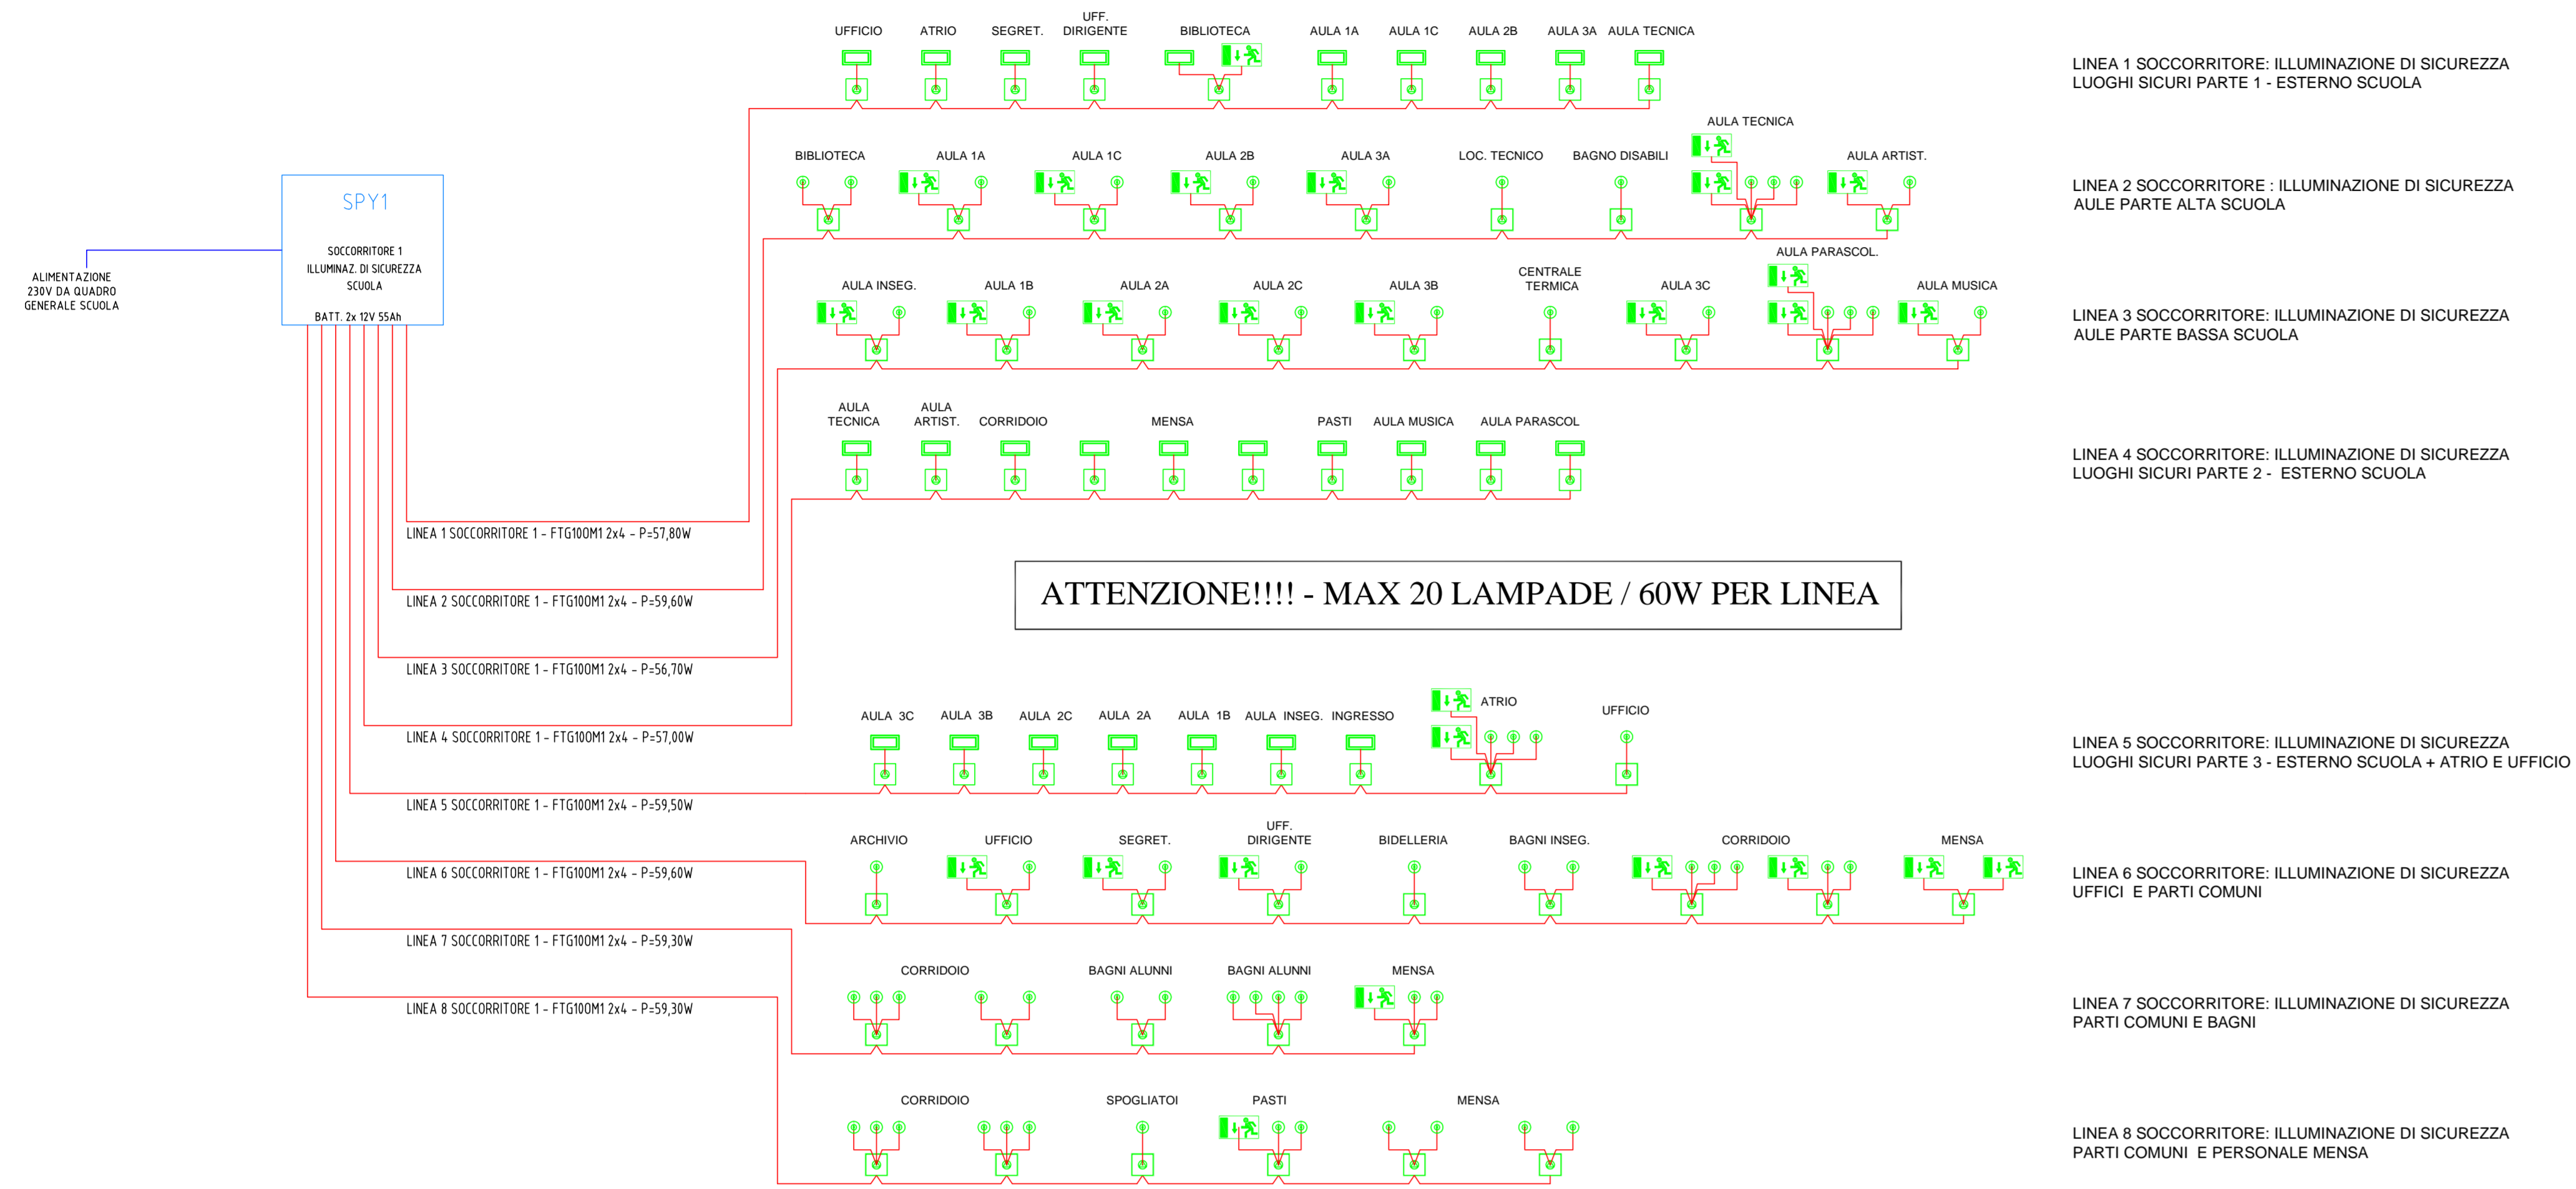 UFFICIO
ATRIO
SEGRET.
UFF.
DIRIGENTE
BIBLIOTECA
AULA 1A
AULA 1C
AULA 2B
AULA 3A
AULA TECNICA
LINEA 1 SOCCORRITORE: ILLUMINAZIONE DI SICUREZZA
LUOGHI SICURI PARTE 1 - ESTERNO SCUOLA
BIBLIOTECA
AULA 1A
AULA 1C
AULA 2B
AULA 3A
LOC. TECNICO
BAGNO DISABILI
AULA TECNICA
AULA ARTIST.
LINEA 2 SOCCORRITORE : ILLUMINAZIONE DI SICUREZZA
AULE PARTE ALTA SCUOLA
SPY1
SOCCORRITORE 1
ILLUMINAZ. DI SICUREZZA
SCUOLA
BATT. 2x 12V 55Ah
ALIMENTAZIONE
230V DA QUADRO
GENERALE SCUOLA
AULA INSEG.
AULA 1B
AULA 2A
AULA 2C
AULA 3B
CENTRALE
TERMICA
AULA 3C
AULA PARASCOL.
AULA MUSICA
LINEA 3 SOCCORRITORE: ILLUMINAZIONE DI SICUREZZA
AULE PARTE BASSA SCUOLA
AULA
TECNICA
AULA
ARTIST.
CORRIDOIO
MENSA
PASTI
AULA MUSICA
AULA PARASCOL
LINEA 4 SOCCORRITORE: ILLUMINAZIONE DI SICUREZZA
LUOGHI SICURI PARTE 2 - ESTERNO SCUOLA
LINEA 1 SOCCORRITORE 1 - FTG100M1 2x4 - P=57,80W
LINEA 2 SOCCORRITORE 1 - FTG100M1 2x4 - P=59,60W
LINEA 3 SOCCORRITORE 1 - FTG100M1 2x4 - P=56,70W
LINEA 4 SOCCORRITORE 1 - FTG100M1 2x4 - P=57,00W
LINEA 5 SOCCORRITORE 1 - FTG100M1 2x4 - P=59,50W
LINEA 6 SOCCORRITORE 1 - FTG100M1 2x4 - P=59,60W
LINEA 7 SOCCORRITORE 1 - FTG100M1 2x4 - P=59,30W
LINEA 8 SOCCORRITORE 1 - FTG100M1 2x4 - P=59,30W
ATTENZIONE!!!! - MAX 20 LAMPADE / 60W PER LINEA
AULA 3C
AULA 3B
AULA 2C
AULA 2A
AULA 1B
AULA INSEG.
INGRESSO
ATRIO
UFFICIO
LINEA 5 SOCCORRITORE: ILLUMINAZIONE DI SICUREZZA
LUOGHI SICURI PARTE 3 - ESTERNO SCUOLA + ATRIO E UFFICIO
ARCHIVIO
UFFICIO
SEGRET.
UFF.
DIRIGENTE
BIDELLERIA
BAGNI INSEG.
CORRIDOIO
MENSA
LINEA 6 SOCCORRITORE: ILLUMINAZIONE DI SICUREZZA
UFFICI E PARTI COMUNI
CORRIDOIO
BAGNI ALUNNI
BAGNI ALUNNI
MENSA
LINEA 7 SOCCORRITORE: ILLUMINAZIONE DI SICUREZZA
PARTI COMUNI E BAGNI
CORRIDOIO
SPOGLIATOI
PASTI
MENSA
LINEA 8 SOCCORRITORE: ILLUMINAZIONE DI SICUREZZA
PARTI COMUNI E PERSONALE MENSA